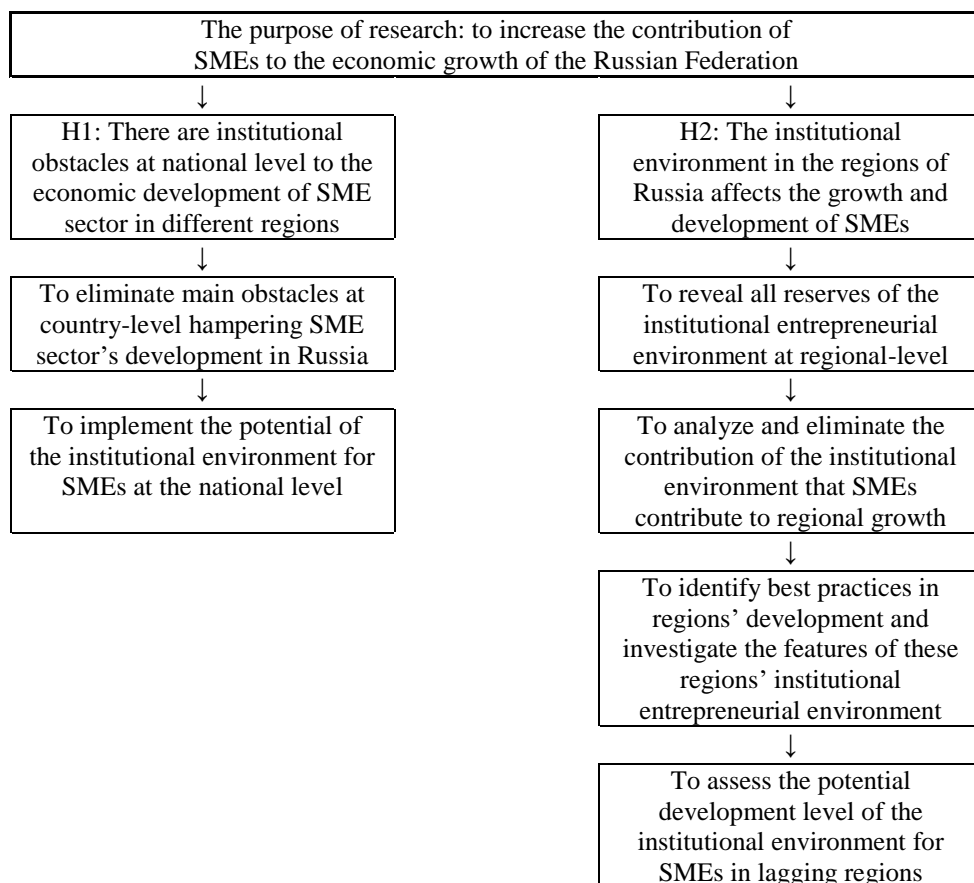 The purpose of research: to increase the contribution of
SMEs to the economic growth of the Russian Federation
↓
H1: There are institutional
obstacles at national level to the
economic development of SME
sector in different regions
↓
To eliminate main obstacles at
country-level hampering SME
sector’s development in Russia
↓
To implement the potential of
the institutional environment for
SMEs at the national level
↓
H2: The institutional
environment in the regions of
Russia affects the growth and
development of SMEs
↓
To reveal all reserves of the
institutional entrepreneurial
environment at regional-level
↓
To analyze and eliminate the
contribution of the institutional
environment that SMEs
contribute to regional growth
↓
To identify best practices in
regions’ development and
investigate the features of these
regions’ institutional
entrepreneurial environment
↓
To assess the potential
development level of the
institutional environment for
SMEs in lagging regions